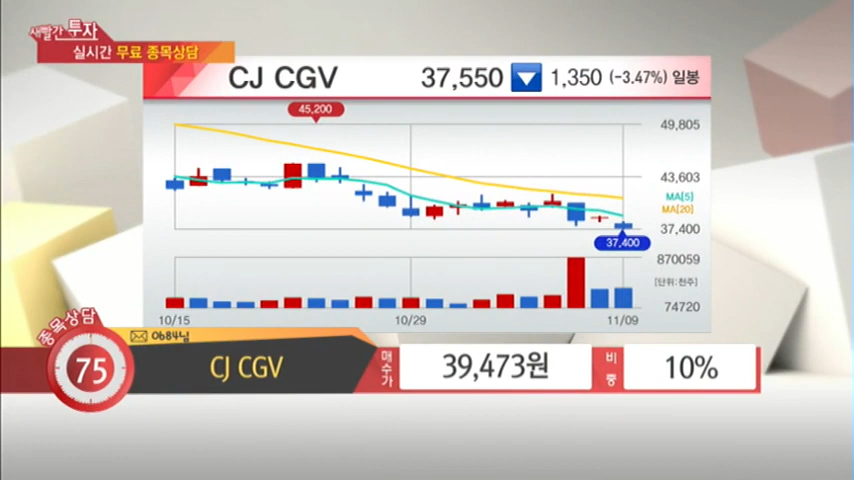 새빨간 투자
실시간 무료 종목상담
CJ CGV 37,550 ▼ 1,350 (-3.47%) 일봉
45,200
49,805
43,603
MA[5]
MA[20]
37,400
37,400
870059
[단위:천주]
74720
10/15 10/29 11/09
종목상담
75
0684님
CJ CGV
매수가 39,473원
비중 10%